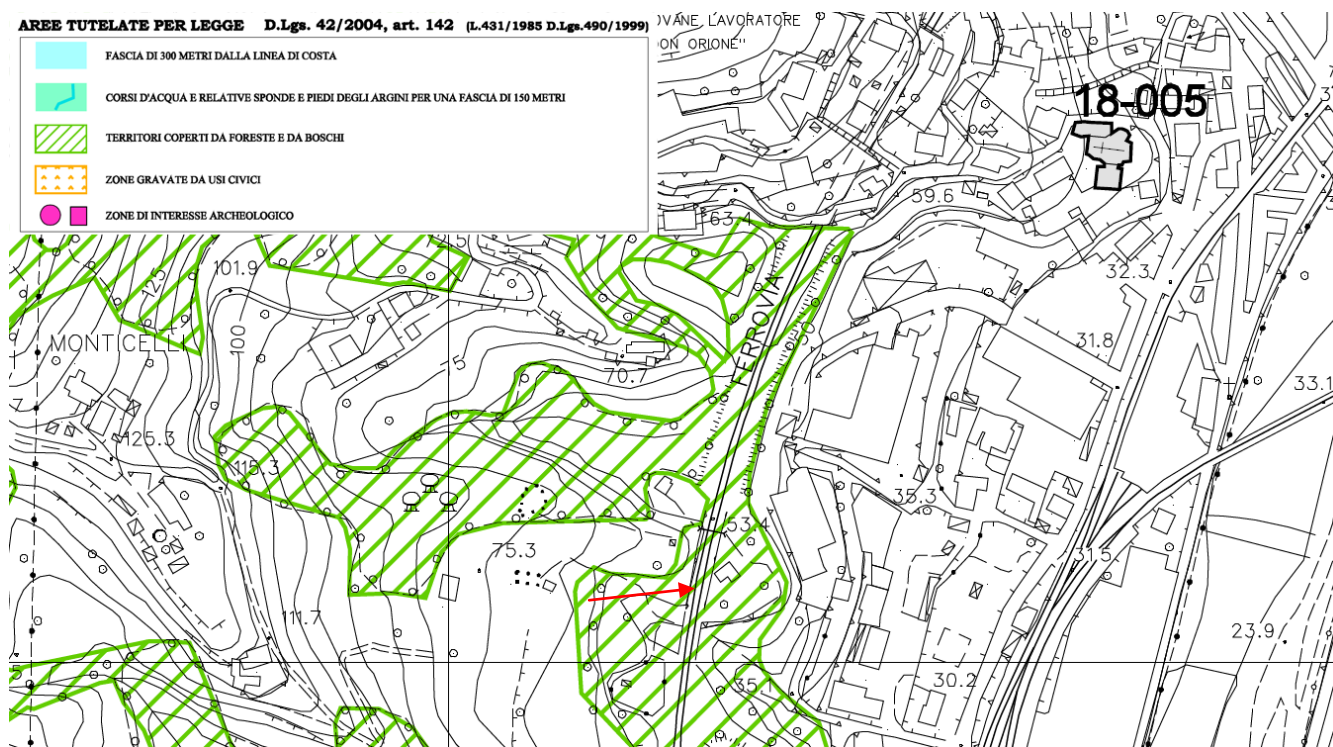 AREE TUTELATE PER LEGGE D.Lgs. 42/2004, art. 142 (L.431/1985 D.Lgs.490/1999)
FASCIA DI 300 METRI DALLA LINEA DI COSTA
CORSI D'ACQUA E RELATIVE SPONDE E PIEDI DEGLI ARGINI PER UNA FASCIA DI 150 METRI
TERRITORI COPERTI DA FORESTE E DA BOSCHI
ZONE GRAVATE DA USI CIVICI
ZONE DI INTERESSE ARCHEOLOGICO
OVANE LAVORATORE
DON ORIONE"
18-005
59.6
63.4
32.3
101.9
125
100
MONTICELLI
FERROVIA
31.8
70.7
33.1
125.3
115.3
35.3
53.4
75.3
31.5
111.7
23.9
35.1
30.2